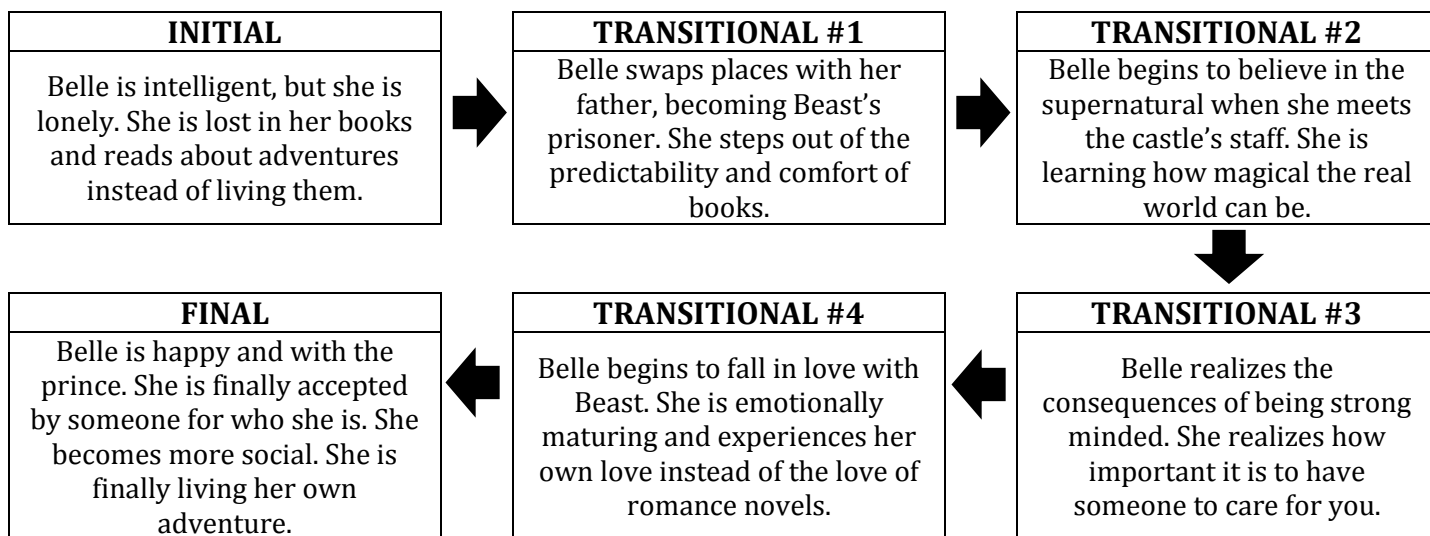 INITIAL
Belle is intelligent, but she is
lonely. She is lost in her books
and reads about adventures
instead of living them.
TRANSITIONAL #1
Belle swaps places with her
father, becoming Beast’s
prisoner. She steps out of the
predictability and comfort of
books.
TRANSITIONAL #2
Belle begins to believe in the
supernatural when she meets
the castle’s staff. She is
learning how magical the real
world can be.
TRANSITIONAL #3
Belle realizes the
consequences of being strong
minded. She realizes how
important it is to have
someone to care for you.
TRANSITIONAL #4
Belle begins to fall in love with
Beast. She is emotionally
maturing and experiences her
own love instead of the love of
romance novels.
FINAL
Belle is happy and with the
prince. She is finally accepted
by someone for who she is. She
becomes more social. She is
finally living her own
adventure.